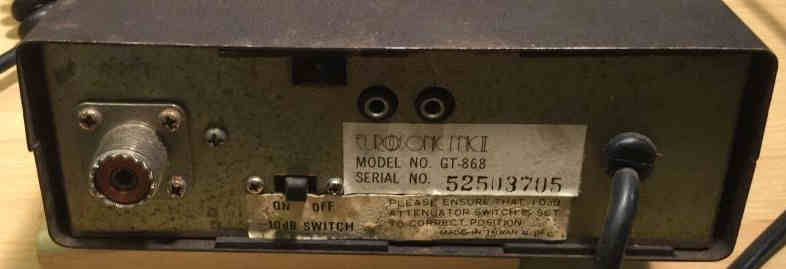 EUROSONIC MK II
MODEL NO. GT-868
SERIAL NO. 52503705
ON OFF
10dB SWITCH
PLEASE ENSURE THAT 10dB
ATTENUATOR SWITCH IS SET
TO CORRECT POSITION
MADE IN TAIWAN R.O.C.